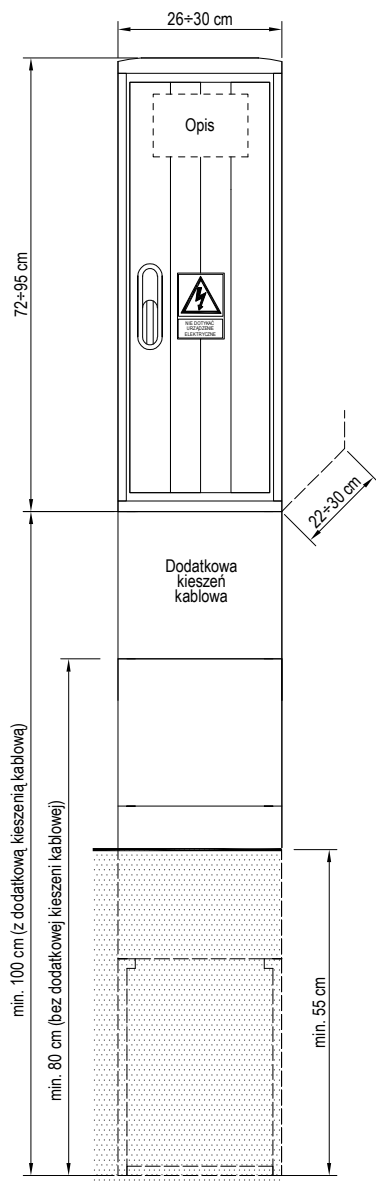 26÷30 cm
Opis
72÷95 cm
NIE DOTYKAĆ
URZĄDZENIE
ELEKTRYCZNE
22÷30 cm
Dodatkowa
kieszeń
kablowa
min. 100 cm (z dodatkową kieszenią kablową)
min. 80 cm (bez dodatkowej kieszeni kablowej)
min. 55 cm